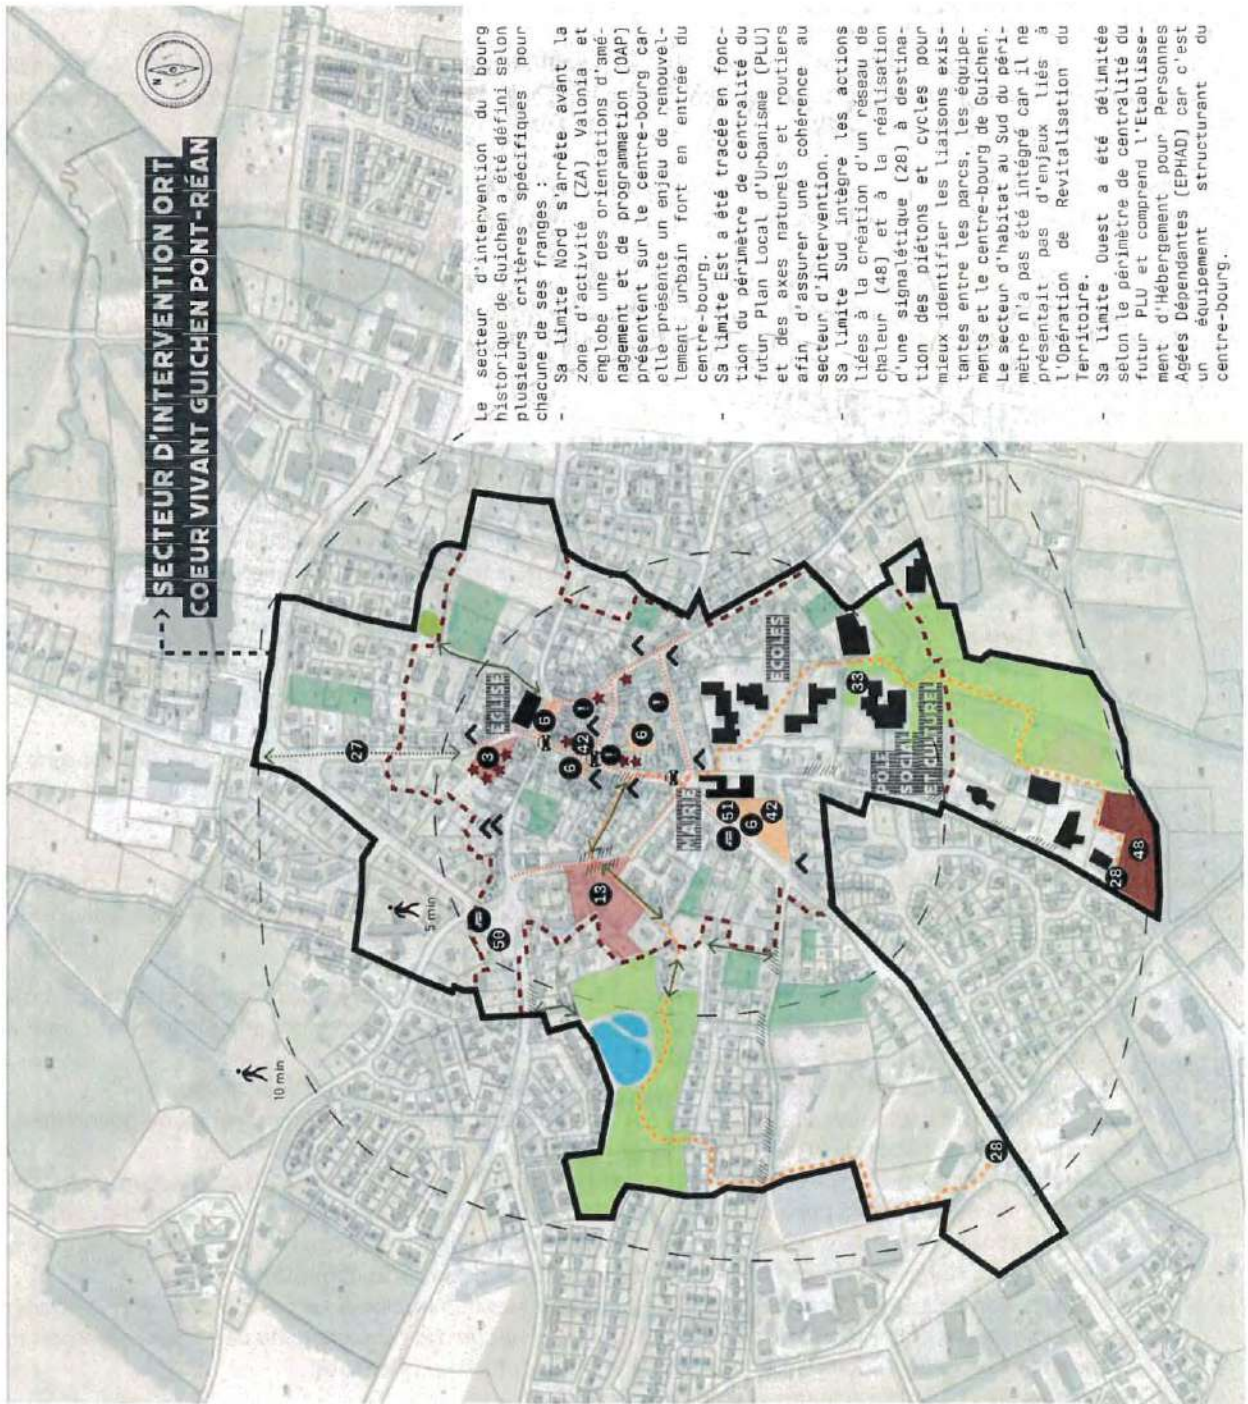 SECTEUR D'INTERVENTION ORT
COEUR VIVANT GUICHEN PONT-RÉAN
N
Le secteur d'intervention du bourg
historique de Guichen a été défini selon
plusieurs critères spécifiques pour
chacune de ses franges :
- Sa limite Nord s'arrête avant la
zone d'activité (ZA) Valonia et
englobe une des orientations d'amé-
nagement et de programmation (OAP)
présentent sur le centre-bourg car
elle présente un enjeu de renouvel-
lement urbain fort en entrée du
centre-bourg.
- Sa limite Est a été tracée en fonc-
tion du périmètre de centralité du
futur Plan Local d'Urbanisme (PLU)
et des axes naturels et routiers
afin d'assurer une cohérence au
secteur d'intervention.
- Sa limite Sud intègre les actions
liées à la création d'un réseau de
chaleur (48) et à la réalisation
d'une signalétique (28) à destina-
tion des piétons et cycles pour
mieux identifier les liaisons exis-
tantes entre les parcs, les équipe-
ments et le centre-bourg de Guichen.
Le secteur d'habitat au Sud du péri-
mètre n'a pas été intégré car il ne
présentait pas d'enjeux liés à
l'Opération de Revitalisation du
Territoire.
- Sa limite Ouest a été délimitée
selon le périmètre de centralité du
futur PLU et comprend l'Etablisse-
ment d'Hébergement pour Personnes
Agées Dépendantes (EPHAD) car c'est
un équipement structurant du
centre-bourg.
10 min
5 min
27
50
3
EGLISE
6
42
1
6
1
1
6
13
MAIRIE
ECOLES
51
6
42
33
POLE
SOCIAL
ET CULTUREL
28
28
48